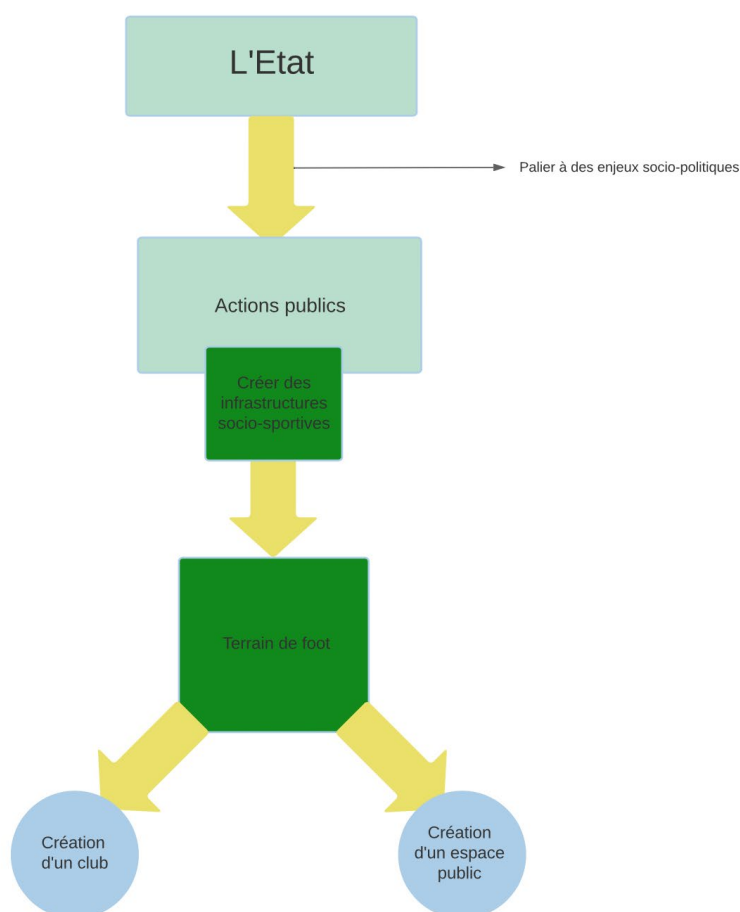 L'Etat
Palier à des enjeux socio-politiques
Actions publics
Créer des
infrastructures
socio-sportives
Terrain de foot
Création
d'un club
Création
d'un espace
public